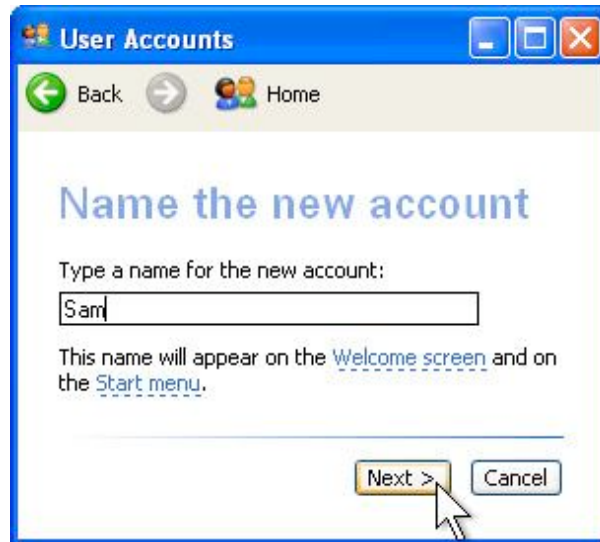 User Accounts
Back Home
Name the new account
Type a name for the new account:
Sam
This name will appear on the Welcome screen and on
the Start menu.
Next > Cancel